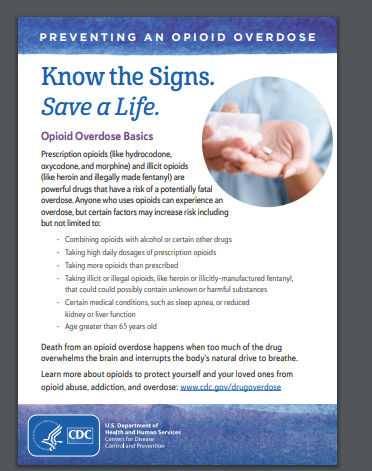 PREVENTING AN OPIOID OVERDOSE
Know the Signs.
Save a Life.
Opioid Overdose Basics
Prescription opioids (like hydrocodone,
oxycodone, and morphine) and illicit opioids
(like heroin and illegally made fentanyl) are
powerful drugs that have a risk of a potentially fatal
overdose. Anyone who uses opioids can experience an
overdose, but certain factors may increase risk including
but not limited to:
· Combining opioids with alcohol or certain other drugs
· Taking high daily dosages of prescription opioids
· Taking more opioids than prescribed
· Taking illicit or illegal opioids, like heroin or illicitly-manufactured fentanyl,
that could could possibly contain unknown or harmful substances
· Certain medical conditions, such as sleep apnea, or reduced
kidney or liver function
· Age greater than 65 years old
Death from an opioid overdose happens when too much of the drug
overwhelms the brain and interrupts the body's natural drive to breathe.
Learn more about opioids to protect yourself and your loved ones from
opioid abuse, addiction, and overdose: www.cdc.gov/drugoverdose
CDC
U.S. Department of
Health and Human Services
Centers for Disease
Control and Prevention